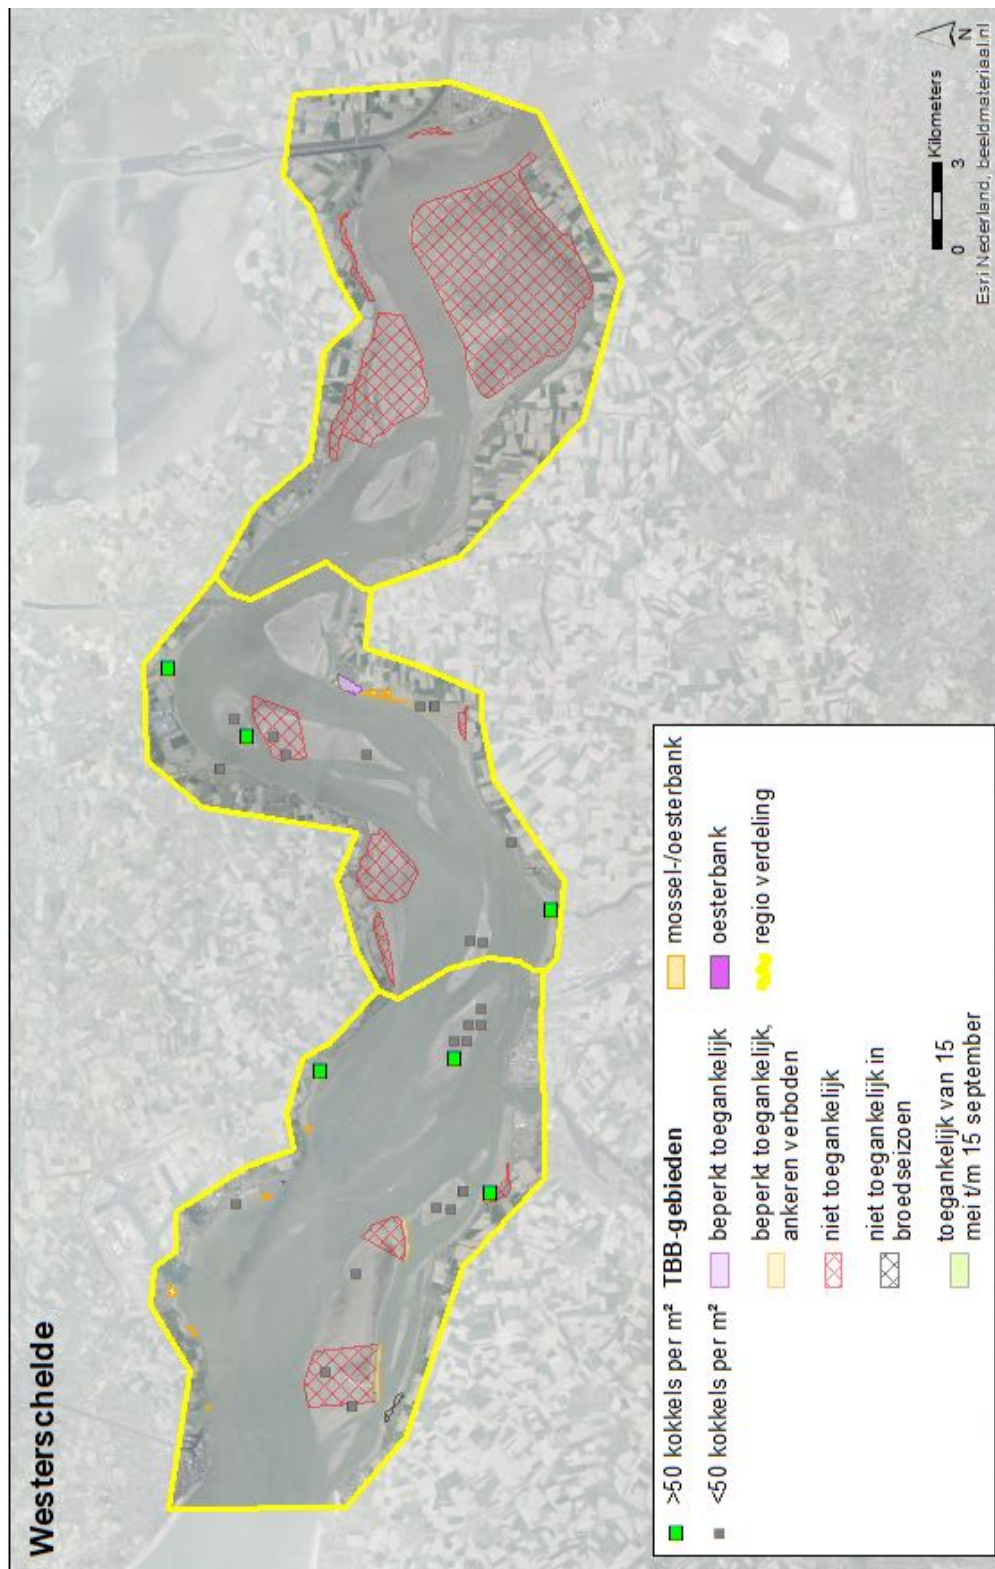 Westerschelde
>50 kokkels per m²
<50 kokkels per m²
TBB-gebieden
beperkt toegankelijk
beperkt toegankelijk,
ankeren verboden
niet toegankelijk
niet toegankelijk in
broedseizoen
toegankelijk van 15
mei t/m 15 september
mossel-/oesterbank
oesterbank
regio verdeling
N
0 3 Kilometers
Esri Nederland, beeldmateriaal.nl